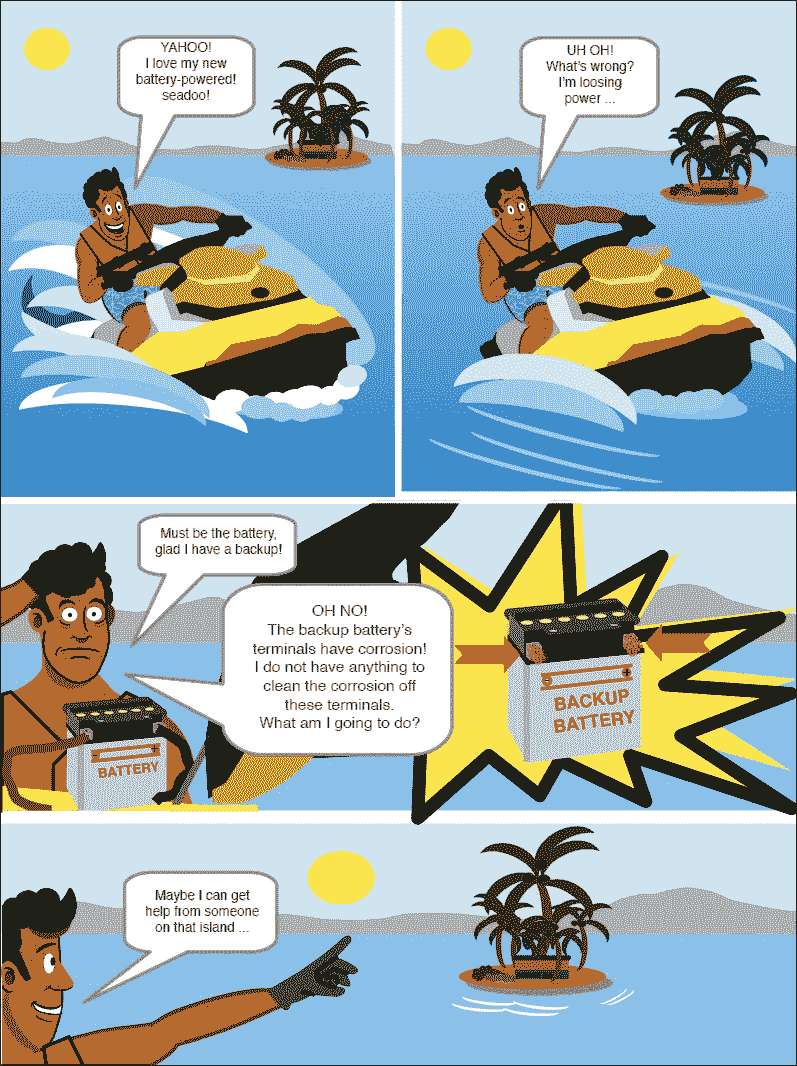 YAHOO!
I love my new
battery-powered!
seadoo!
UH OH!
What's wrong?
I'm loosing
power ...
Must be the battery,
glad I have a backup!
OH NO!
The backup battery's
terminals have corrosion!
I do not have anything to
clean the corrosion off
these terminals.
What am I going to do?
- +
BATTERY
- +
BACKUP
BATTERY
Maybe I can get
help from someone
on that island ...